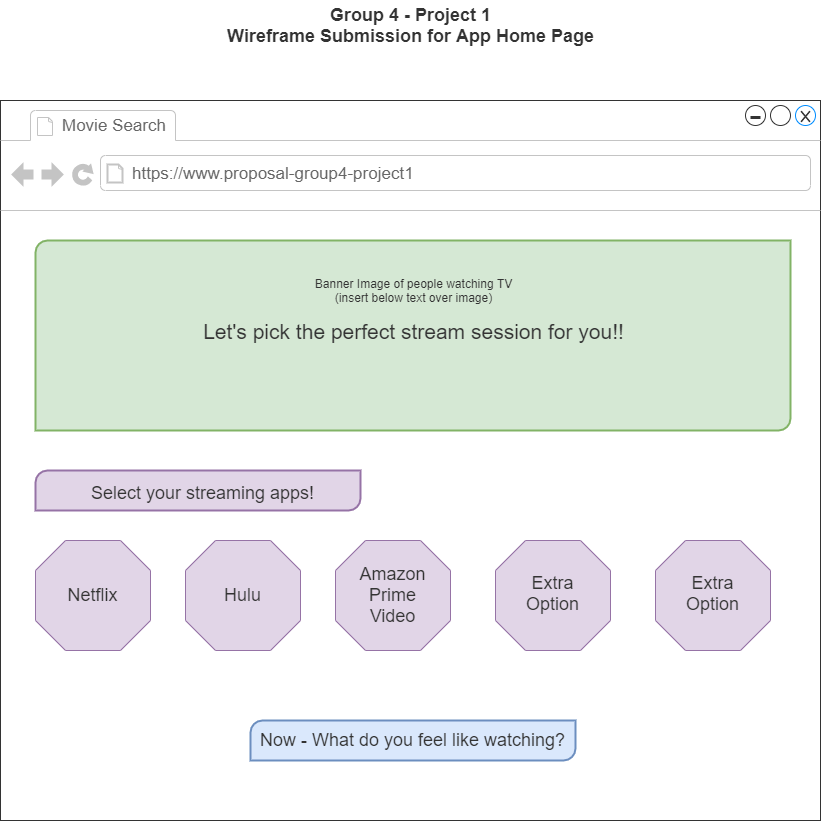 Group 4 - Project 1
Wireframe Submission for App Home Page
Movie Search
https://www.proposal-group4-project1
Banner Image of people watching TV
(insert below text over image)
Let's pick the perfect stream session for you!!
Select your streaming apps!
Netflix
Hulu
Amazon
Prime
Video
Extra
Option
Extra
Option
Now - What do you feel like watching?